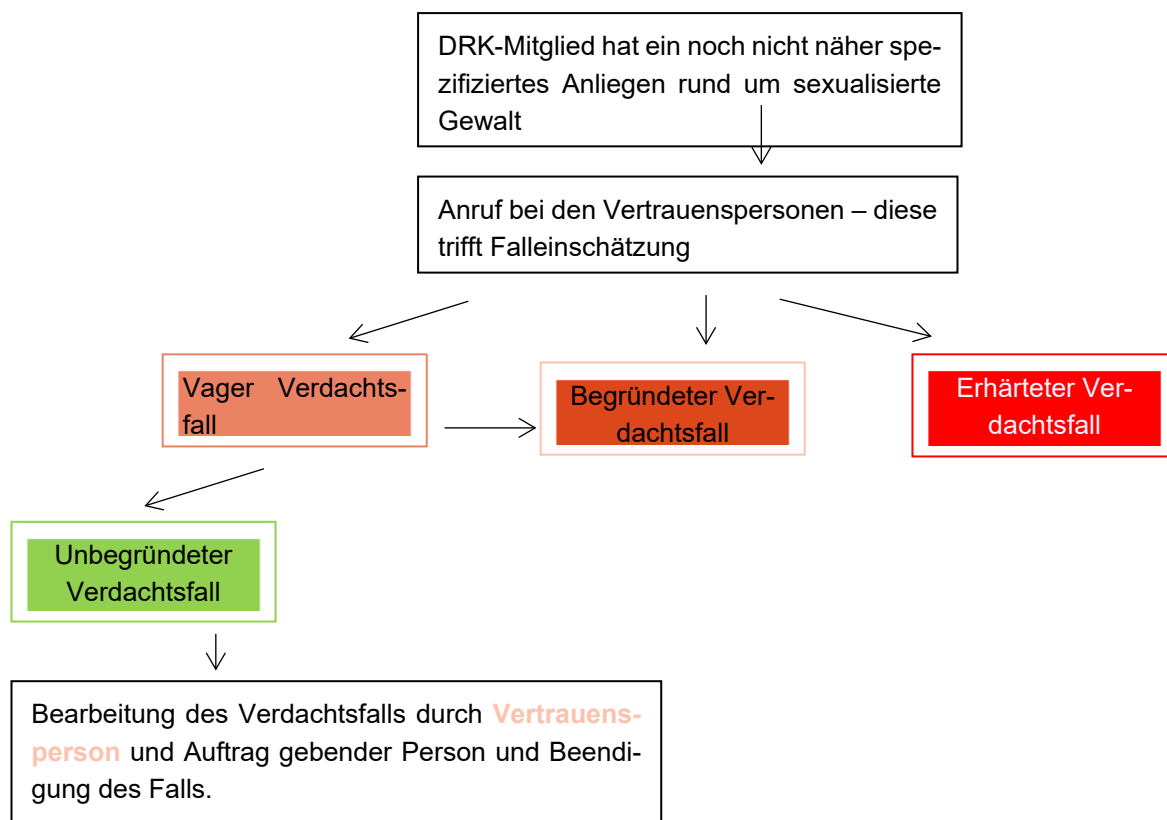 DRK-Mitglied hat ein noch nicht näher spe-
zifiziertes Anliegen rund um sexualisierte
Gewalt
Anruf bei den Vertrauenspersonen – diese
trifft Falleinschätzung
Vager Verdachts-
fall
Begründeter Ver-
dachtsfall
Erhärteter Ver-
dachtsfall
Unbegründeter
Verdachtsfall
Bearbeitung des Verdachtsfalls durch Vertrauens-
person und Auftrag gebender Person und Beendi-
gung des Falls.